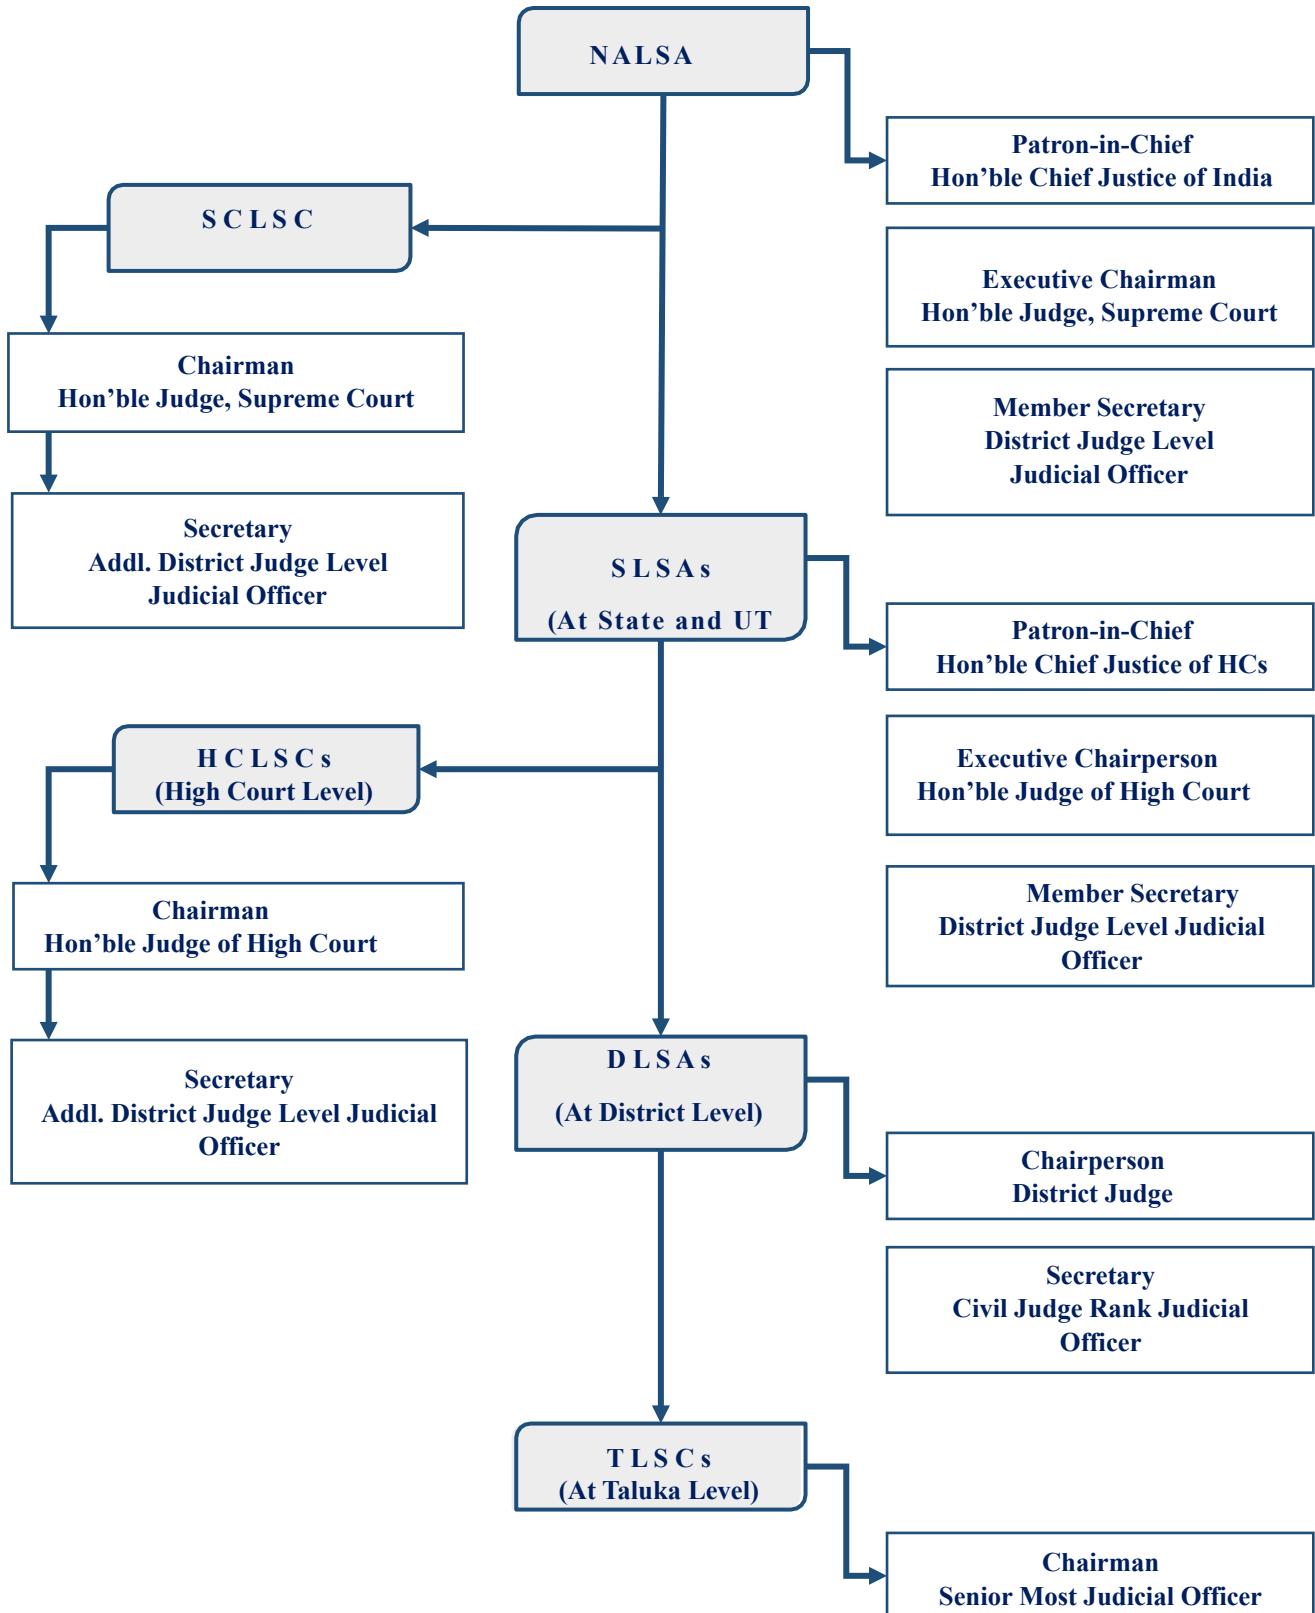 NALSA
Patron-in-Chief
Hon’ble Chief Justice of India
SCLSC
Executive Chairman
Hon’ble Judge, Supreme Court
Chairman
Hon’ble Judge, Supreme Court
Member Secretary
District Judge Level
Judicial Officer
Secretary
Addl. District Judge Level
Judicial Officer
SLSAs
(At State and UT
Patron-in-Chief
Hon’ble Chief Justice of HCs
HCLSCs
(High Court Level)
Executive Chairperson
Hon’ble Judge of High Court
Chairman
Hon’ble Judge of High Court
Member Secretary
District Judge Level Judicial
Officer
Secretary
Addl. District Judge Level Judicial
Officer
DLSAs
(At District Level)
Chairperson
District Judge
Secretary
Civil Judge Rank Judicial
Officer
TLSCs
(At Taluka Level)
Chairman
Senior Most Judicial Officer